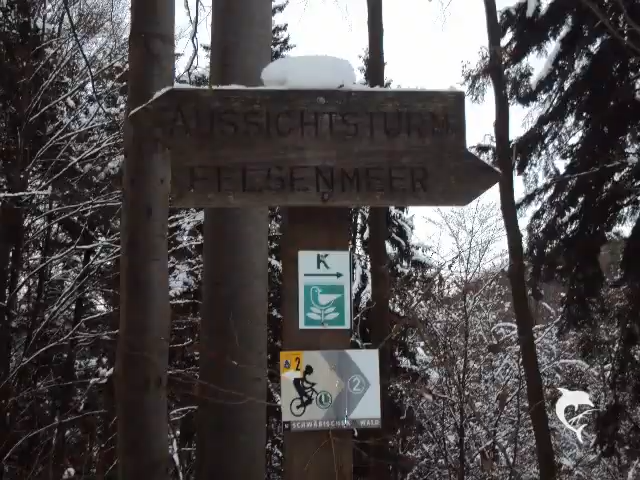 AUSSICHTSTURM
FELSENMEER
K
2
2
SCHWÄBISCHER WALD